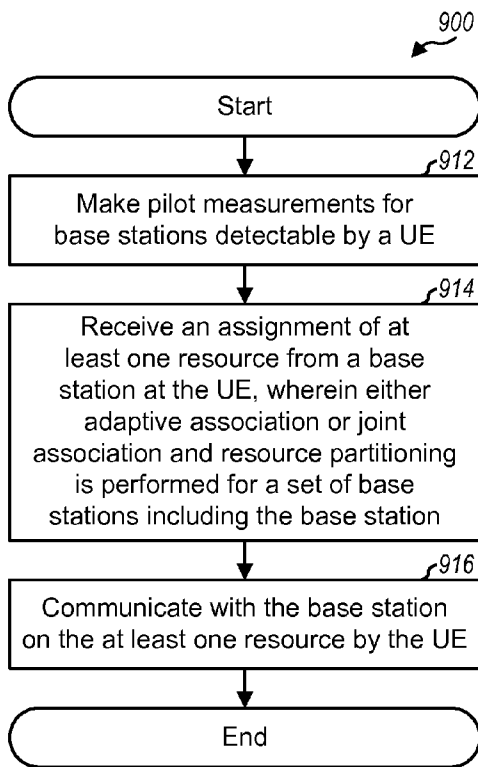 900
Start
912
Make pilot measurements for
base stations detectable by a UE
914
Receive an assignment of at
least one resource from a base
station at the UE, wherein either
adaptive association or joint
association and resource partitioning
is performed for a set of base
stations including the base station
916
Communicate with the base station
on the at least one resource by the UE
End